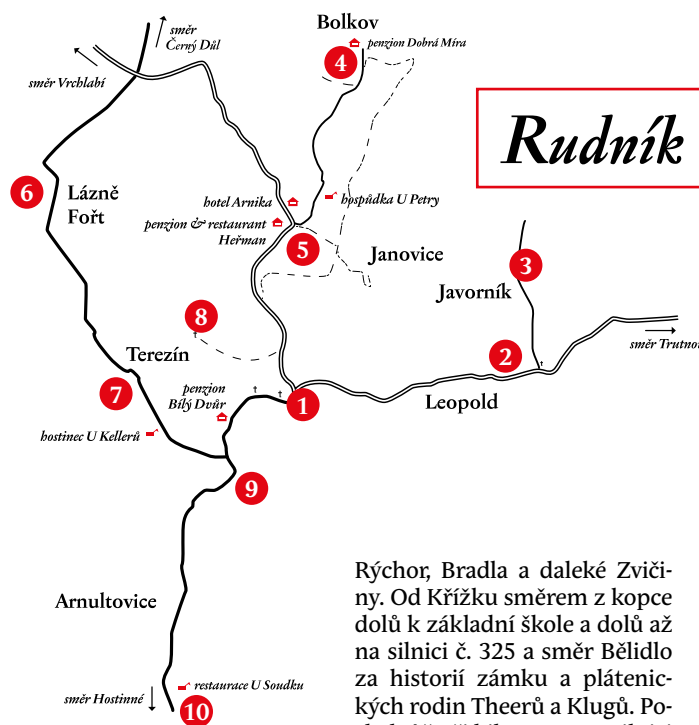 směr
Černý Důl
směr Vrchlabí
Bolkov
penzion Dobrá Míra
4
Rudník
6
Lázně
Fořt
hotel Arnika
hospůdka U Petry
penzion & restaurant
Heřman
5
Janovice
3
Javorník
8
Terezín
2
směr Trutnov
7
penzion
Bílý Dvůr
1
Leopold
hostinec U Kellerů
9
Arnultovice
směr Hostinné
restaurace U Soudku
10
Rýchor, Bradla a daleké Zviči-
ny. Od Křížku směrem z kopce
dolů k základní škole a dolů až
na silnici č. 325 a směr Bělidlo
za historií zámku a plátenic-
kých rodin Theerů a Klugů. Po-